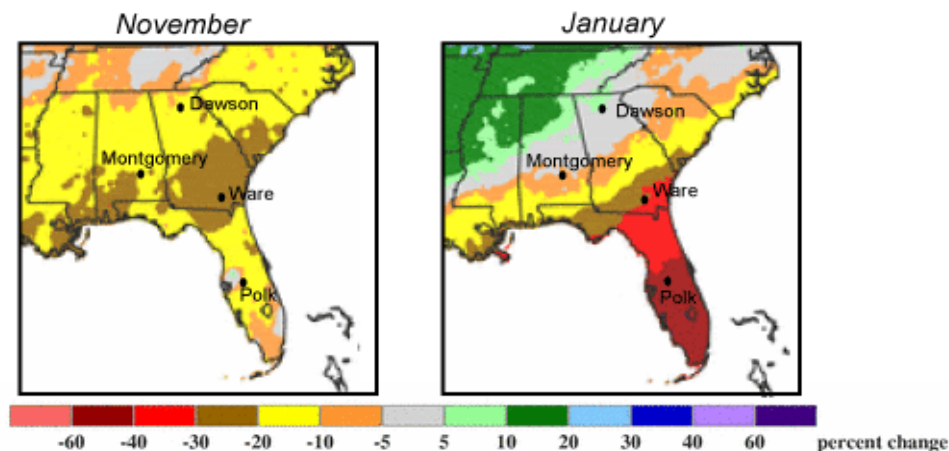 November
January
Dawson
Montgomery
Ware
Polk
Dawson
Montgomery
Ware
Polk
-60 -40 -30 -20 -10 -5 5 10 20 30 40 60 percent change